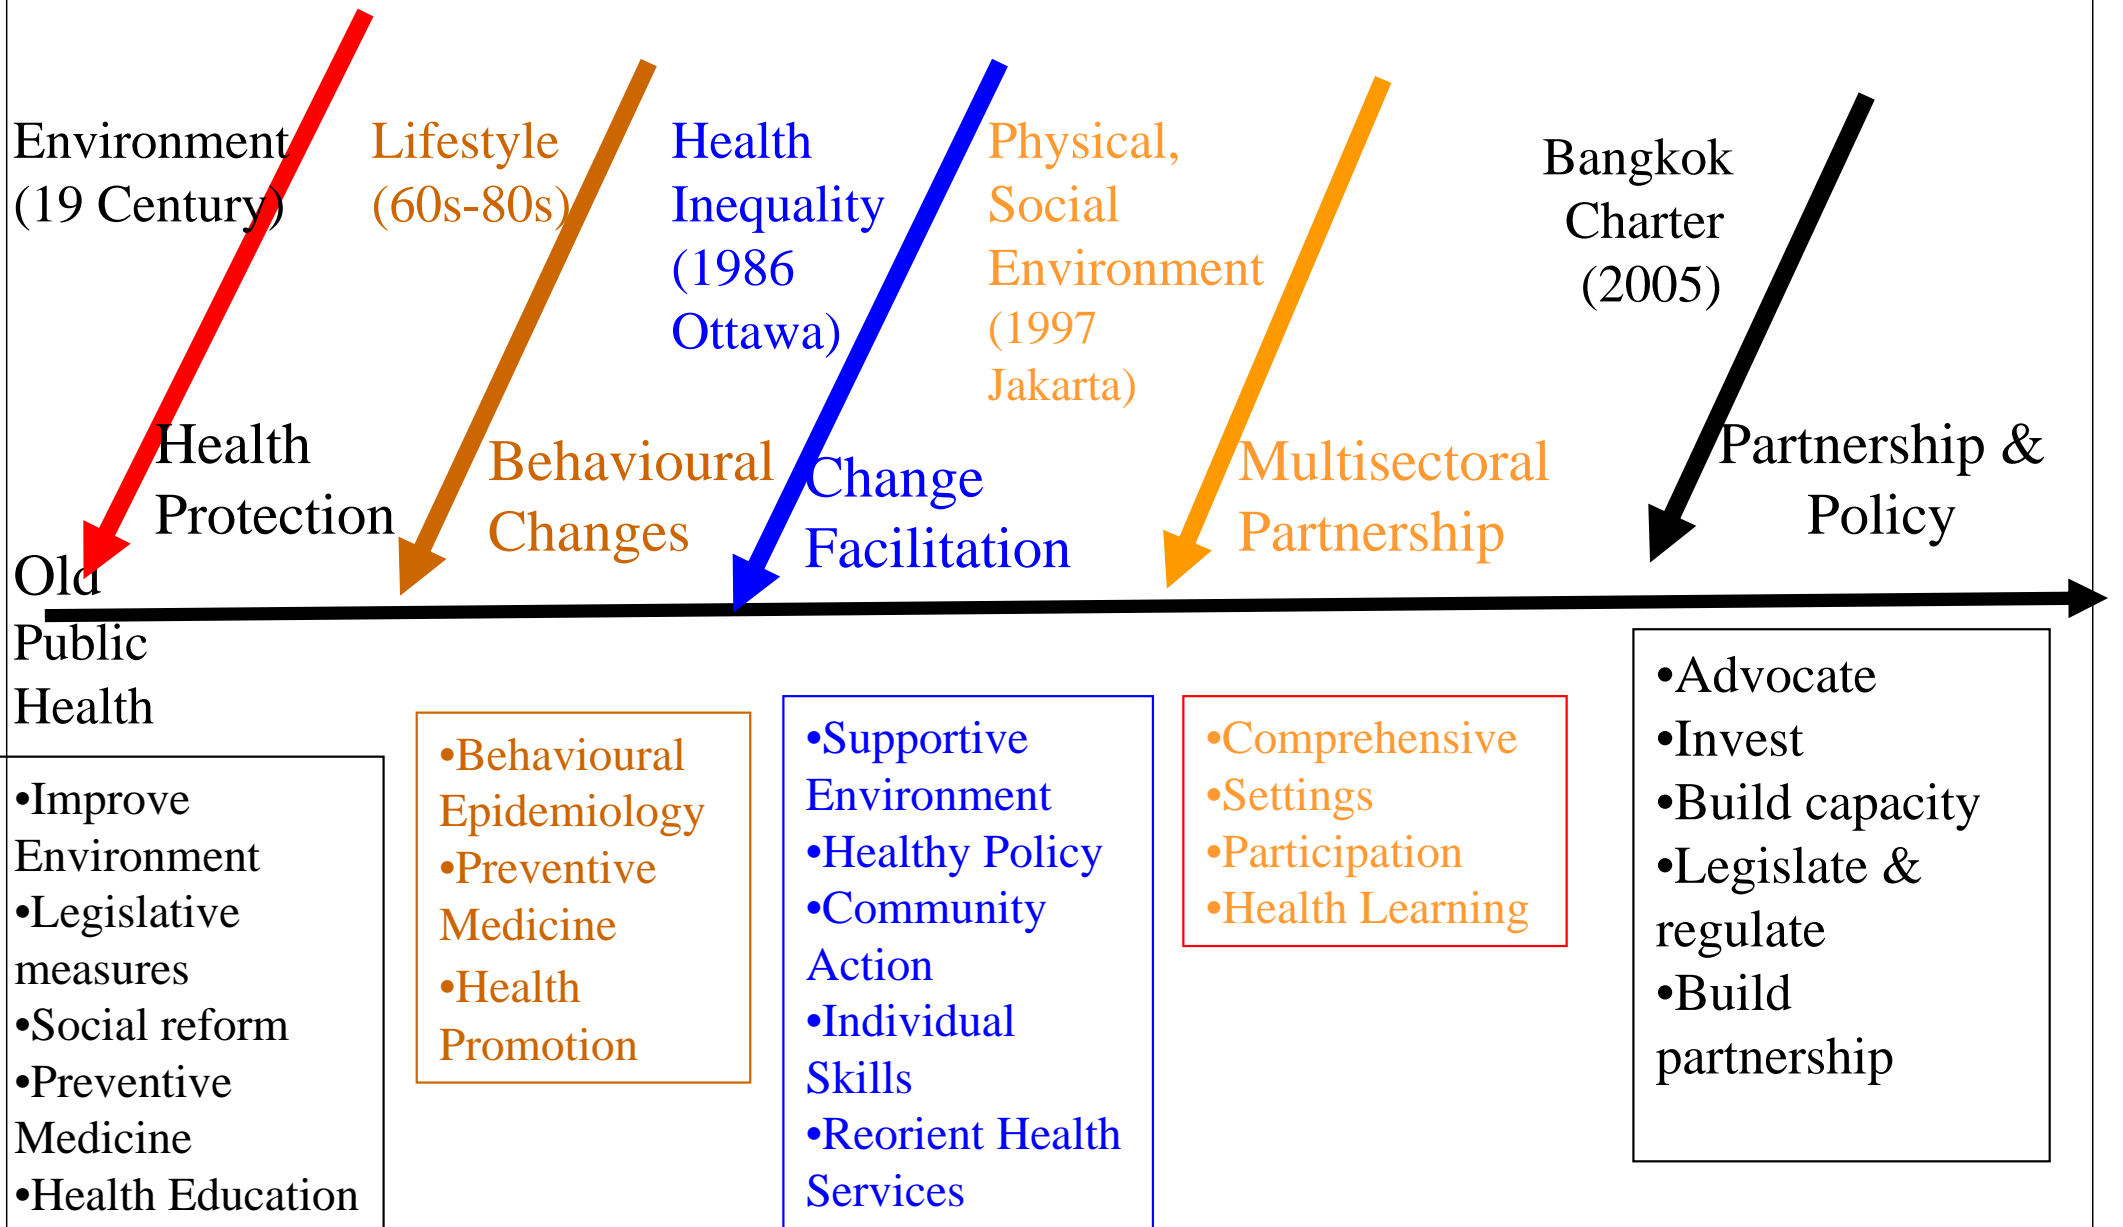 Environment
(19 Century)
Lifestyle
(60s-80s)
Health
Inequality
(1986
Ottawa)
Physical,
Social
Environment
(1997
Jakarta)
Bangkok
Charter
(2005)
Health
Protection
Behavioural
Changes
Change
Facilitation
Multisectoral
Partnership
Partnership &
Policy
Old
Public
Health
•Improve
Environment
•Legislative
measures
•Social reform
•Preventive
Medicine
•Health Education
•Behavioural
Epidemiology
•Preventive
Medicine
•Health
Promotion
•Supportive
Environment
•Healthy Policy
•Community
Action
•Individual
Skills
•Reorient Health
Services
•Comprehensive
•Settings
•Participation
•Health Learning
•Advocate
•Invest
•Build capacity
•Legislate &
regulate
•Build
partnership